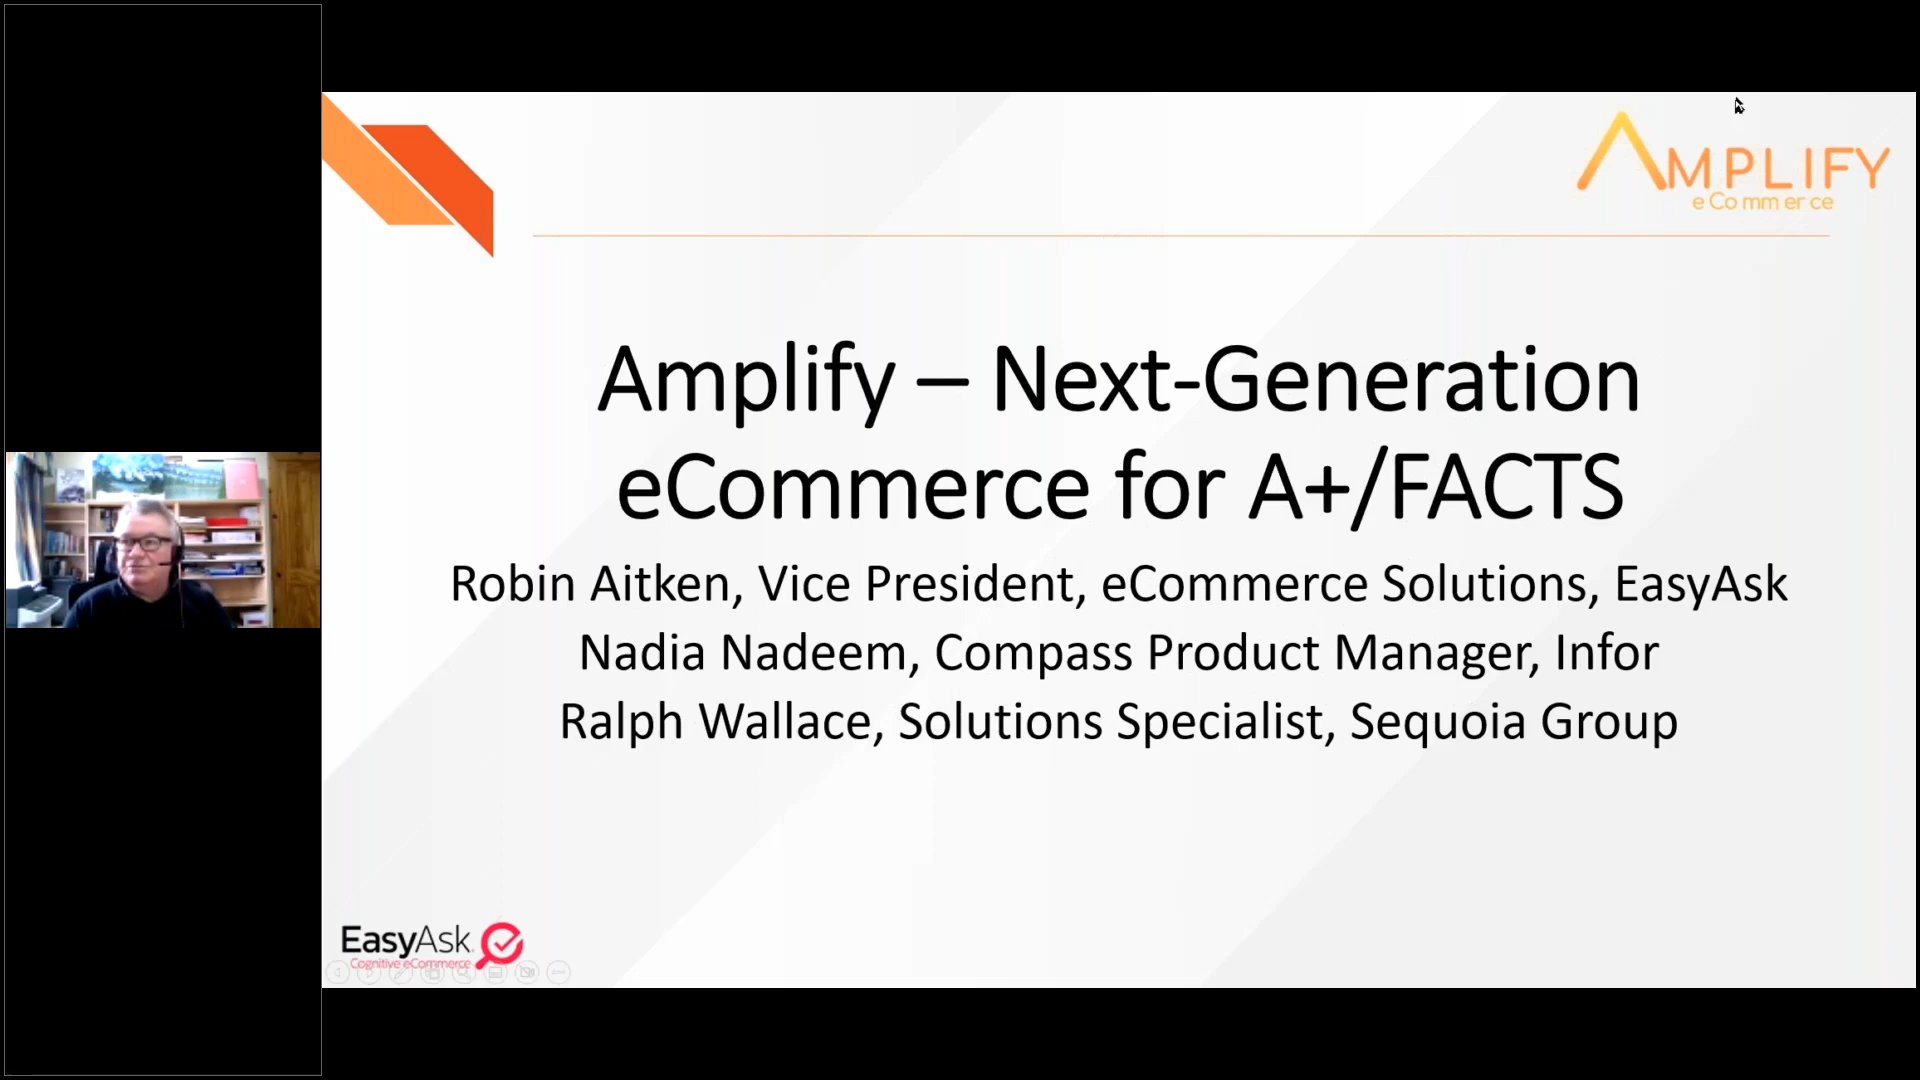 AMPLIFY
eCommerce
Amplify – Next-Generation
eCommerce for A+/FACTS
Robin Aitken, Vice President, eCommerce Solutions, EasyAsk
Nadia Nadeem, Compass Product Manager, Infor
Ralph Wallace, Solutions Specialist, Sequoia Group
EasyAsk
Cognitive eCommerce